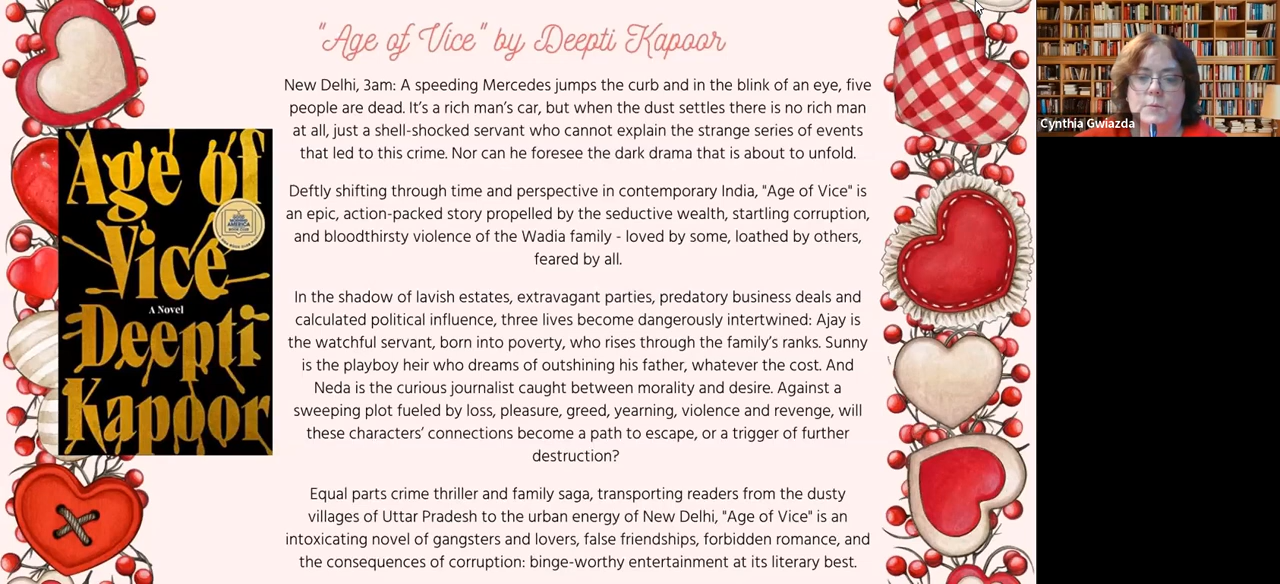 "Age of Vice" by Deepti Kapoor
New Delhi, 3am: A speeding Mercedes jumps the curb and in the blink of an eye, five
people are dead. It's a rich man's car, but when the dust settles there is no rich man
at all, just a shell-shocked servant who cannot explain the strange series of events
that led to this crime. Nor can he foresee the dark drama that is about to unfold.
Deftly shifting through time and perspective in contemporary India, "Age of Vice" is
an epic, action-packed story propelled by the seductive wealth, startling corruption,
and bloodthirsty violence of the Wadia family - loved by some, loathed by others,
feared by all.
In the shadow of lavish estates, extravagant parties, predatory business deals and
calculated political influence, three lives become dangerously intertwined: Ajay is
the watchful servant, born into poverty, who rises through the family's ranks. Sunny
is the playboy heir who dreams of outshining his father, whatever the cost. And
Neda is the curious journalist caught between morality and desire. Against a
sweeping plot fueled by loss, pleasure, greed, yearning, violence and revenge, will
these characters' connections become a path to escape, or a trigger of further
destruction?
Equal parts crime thriller and family saga, transporting readers from the dusty
villages of Uttar Pradesh to the urban energy of New Delhi, "Age of Vice" is an
intoxicating novel of gangsters and lovers, false friendships, forbidden romance, and
the consequences of corruption: binge-worthy entertainment at its literary best.
Age of
Vice
A Novel
Deepti
Kapoor
Cynthia Gwiazda